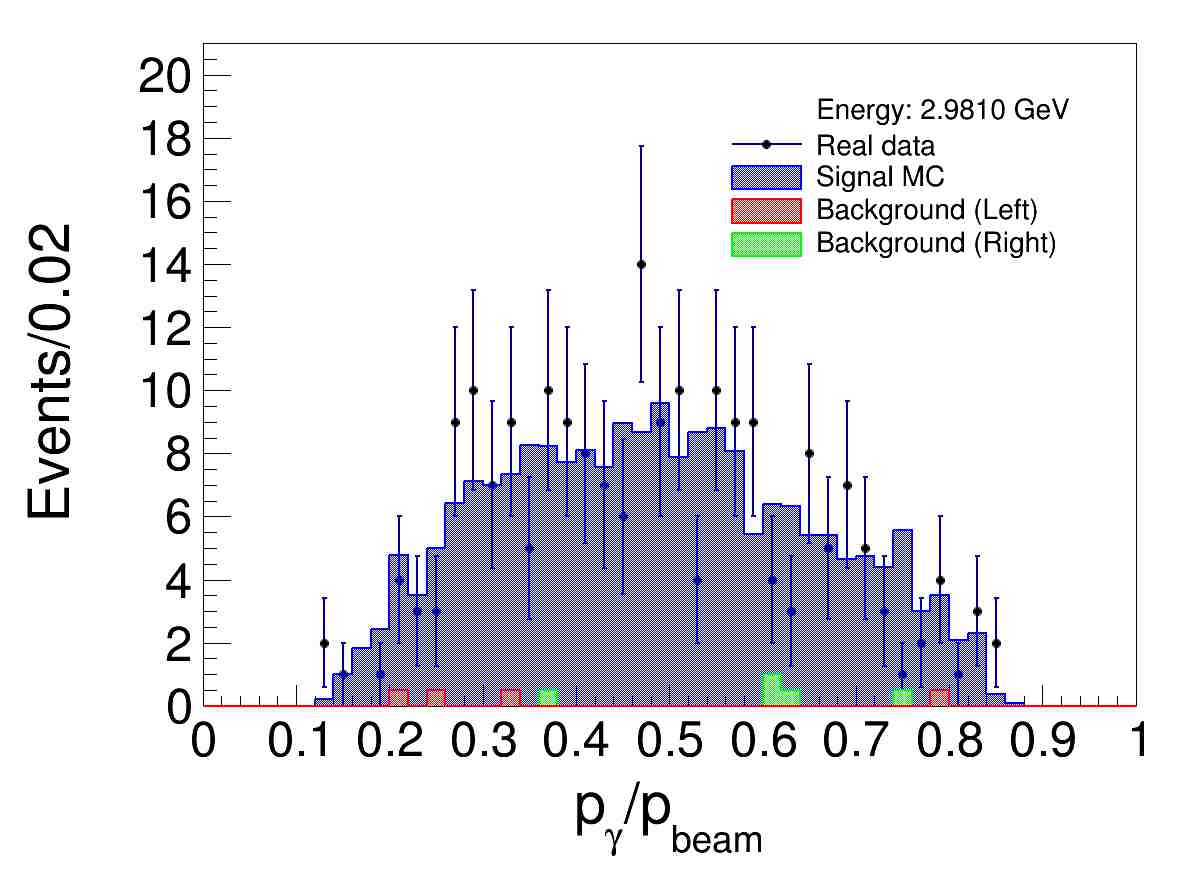 Events/0.02
20
18
16
14
12
10
8
6
4
2
0
Energy: 2.9810 GeV
Real data
Signal MC
Background (Left)
Background (Right)
0 0.1 0.2 0.3 0.4 0.5 0.6 0.7 0.8 0.9 1
pγ/pbeam